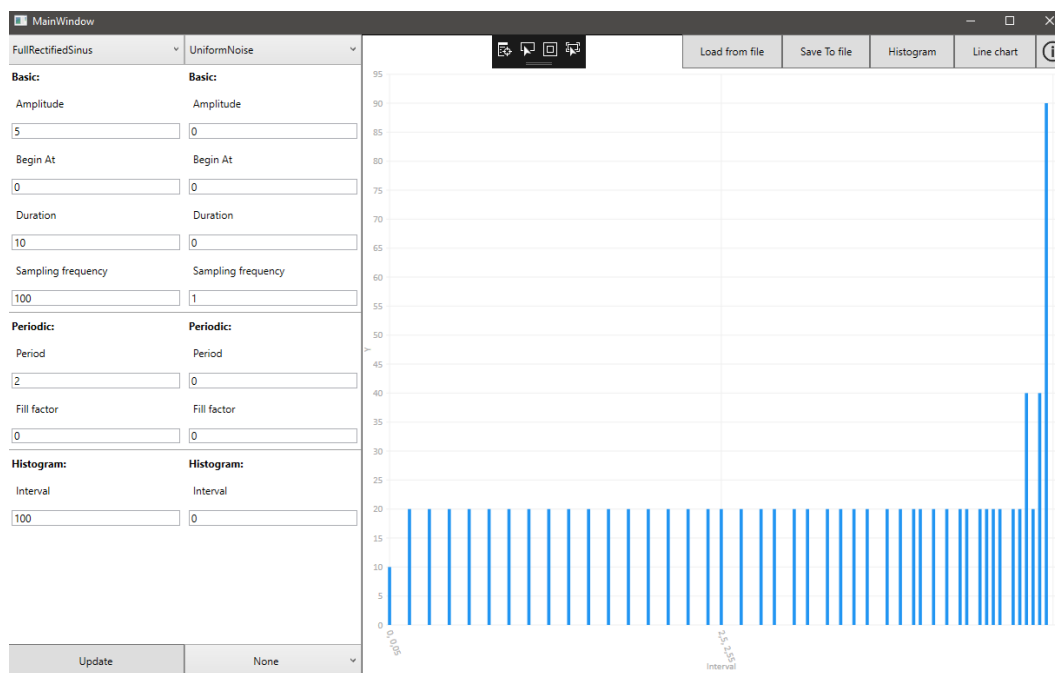 MainWindow
FullRectifiedSinus UniformNoise
Load from file Save To file Histogram Line chart
Basic: Basic:
Amplitude Amplitude
5 0
Begin At Begin At
0 0
Duration Duration
10 0
Sampling frequency Sampling frequency
100 1
Periodic: Periodic:
Period Period
2 0
Fill factor Fill factor
0 0
Histogram: Histogram:
Interval Interval
100 0
Update None
95
90
85
80
75
70
65
60
55
50
Y
45
40
35
30
25
20
15
10
5
0
0, 0,05 2,5, 2,55
Interval